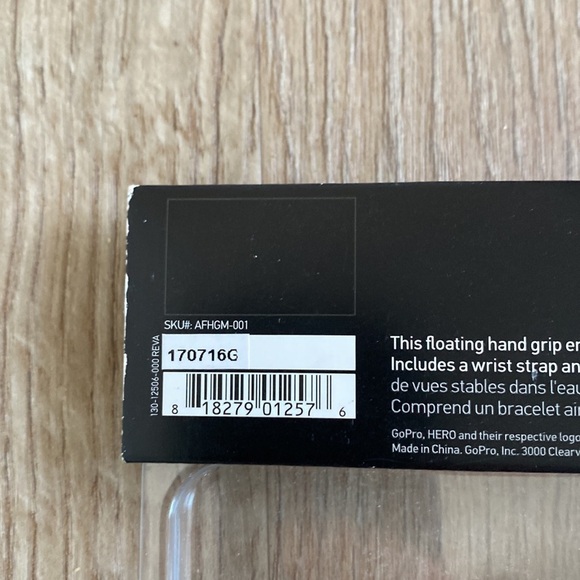 SKU#: AFHGM-001
170716G
8 18279 01257 6
130-12506-000 REVA
This floating hand grip
Includes a wrist strap
de vues stables dans l'eau
Comprend un bracelet
GoPro, HERO and their respective
Made in China. GoPro, Inc. 3000